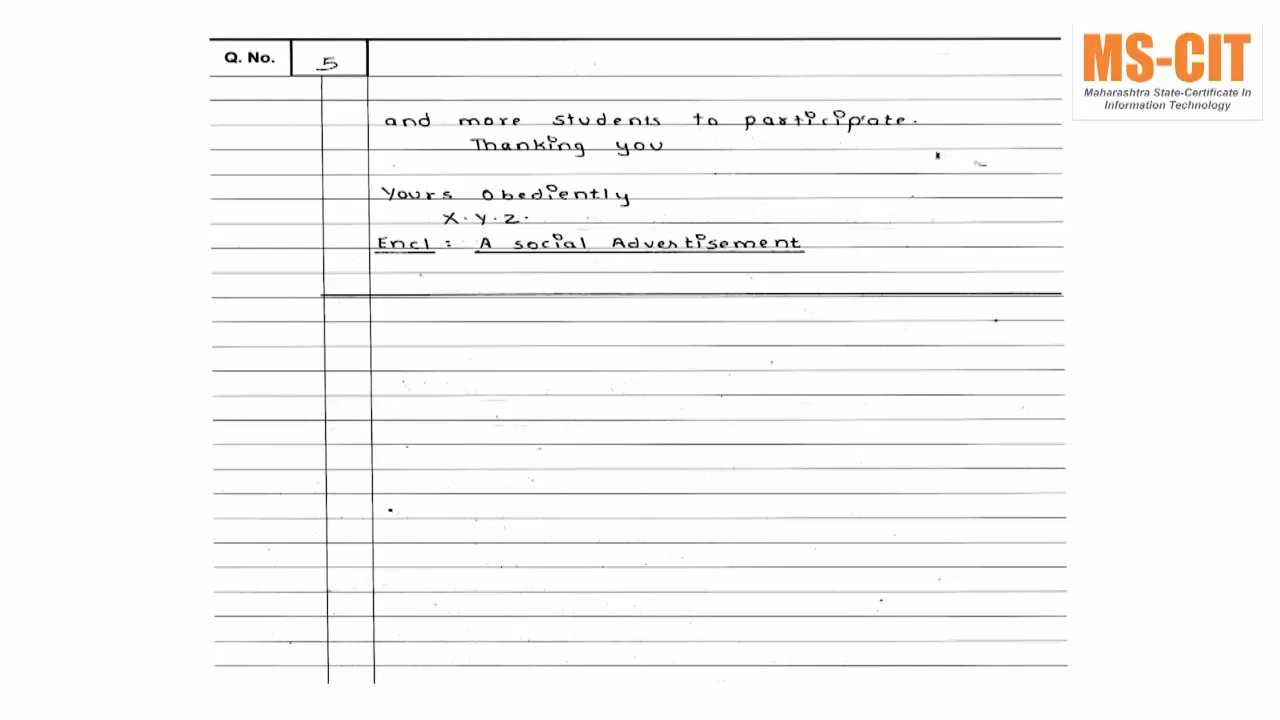 Q. No. 5
MS-CIT
Maharashtra State-Certificate In
Information Technology
and more students to participate.
Thanking you
Yours Obediently
X. Y. Z.
Encl : A social Advertisement